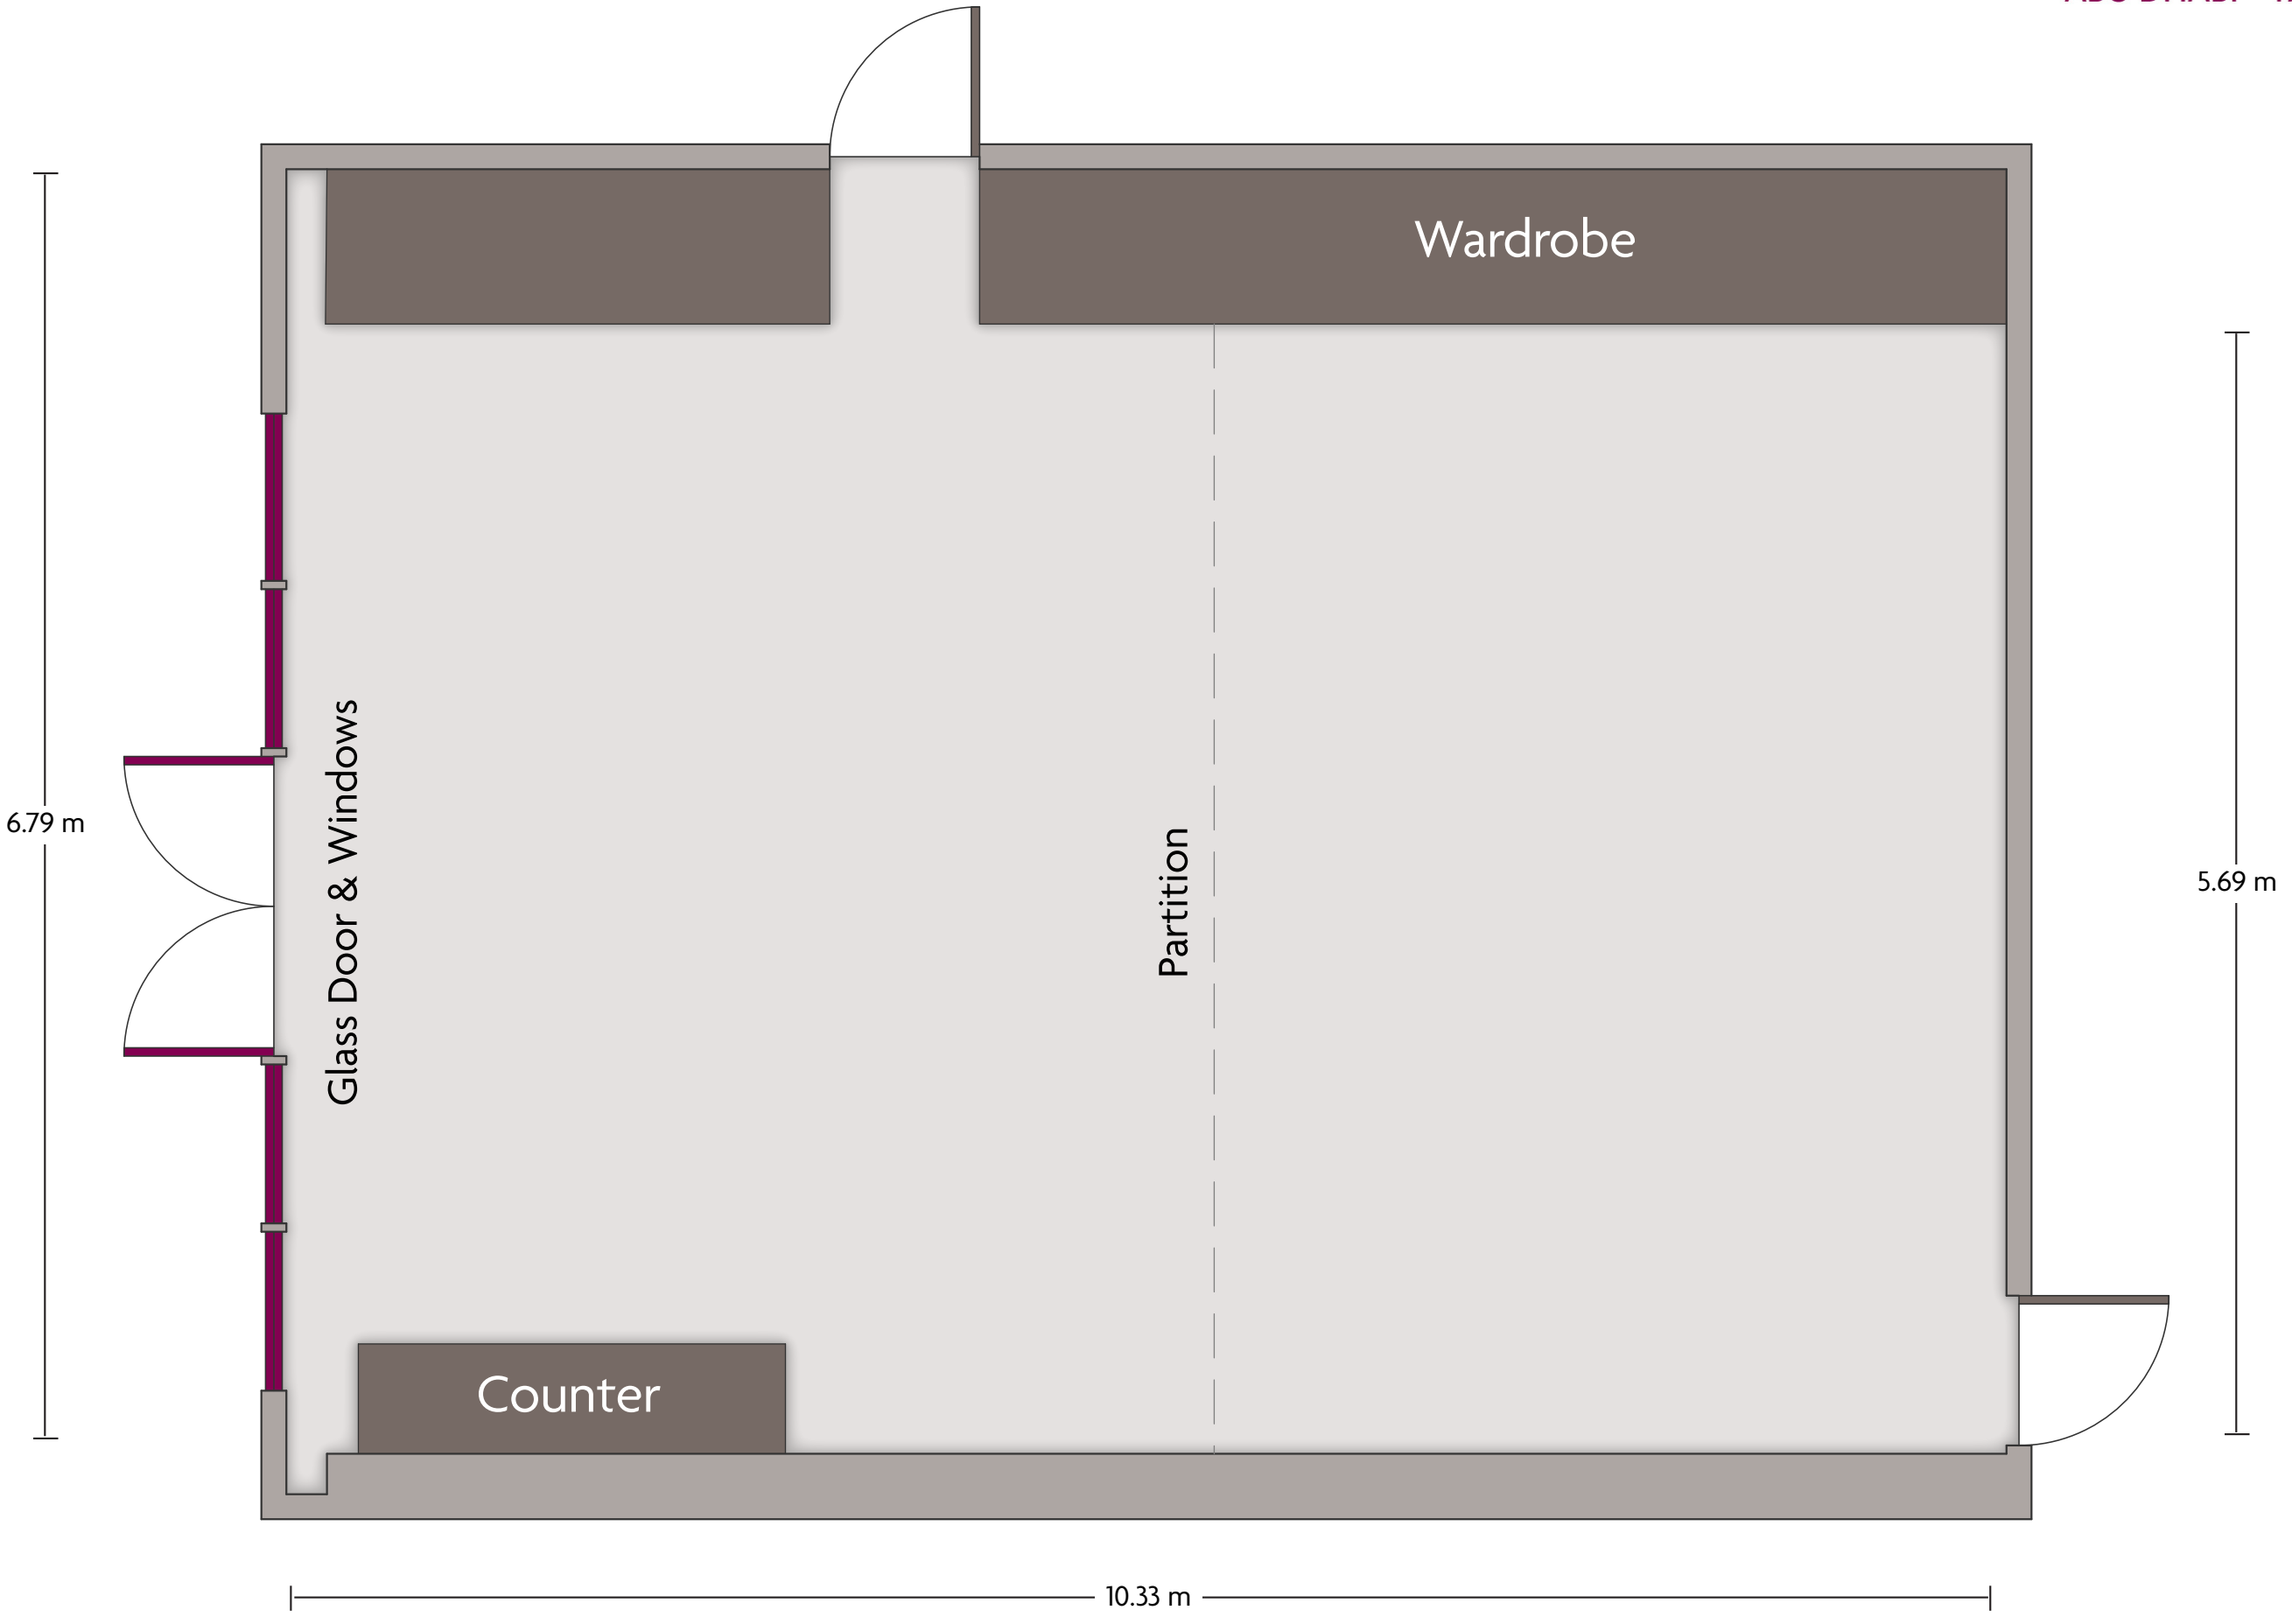 Wardrobe
Glass Door & Windows
6.79 m
Partition
5.69 m
Counter
10.33 m